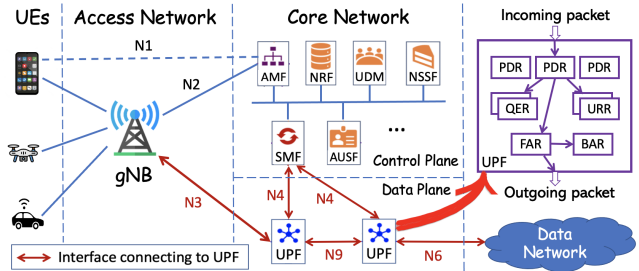 UEs
Access Network
Core Network
Incoming packet
N1
N2
AMF
NRF
UDM
NSSF
PDR
PDR
PDR
QER
URR
FAR
BAR
UPF
Outgoing packet
gNB
SMF
AUSF
...
Control Plane
Data Plane
N3
N4
N4
UPF
N9
UPF
N6
Data
Network
Interface connecting to UPF